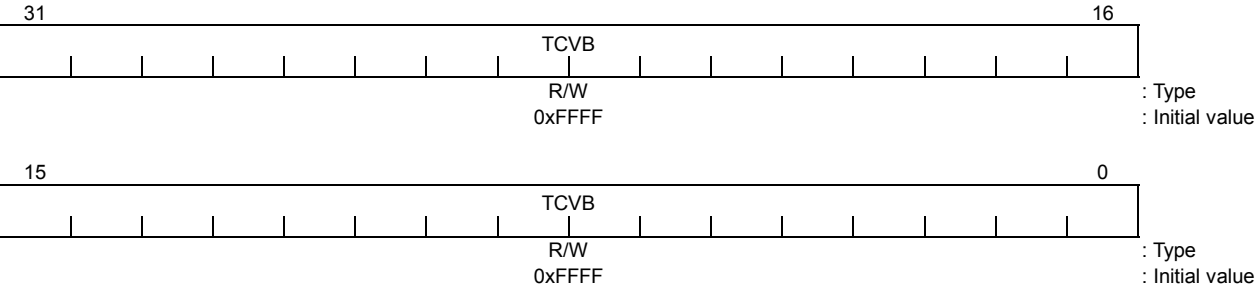 31 16
TCVB
R/W : Type
0xFFFF : Initial value
15 0
TCVB
R/W : Type
0xFFFF : Initial value